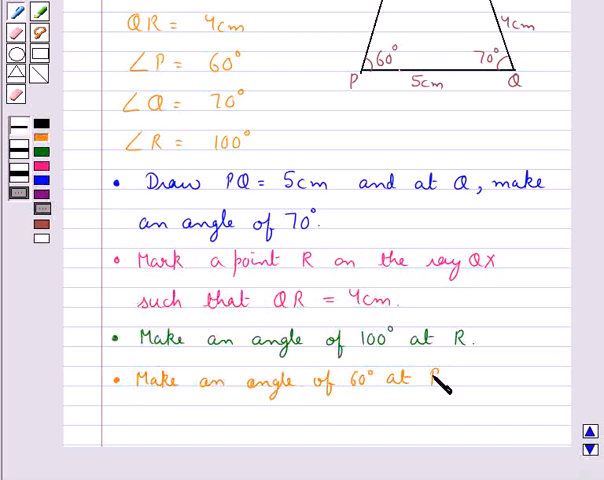 QR = 4cm
4cm
∠P = 60°
60°
70°
P
5cm
Q
∠Q = 70°
∠R = 100°
• Draw PQ = 5cm and at Q, make
an angle of 70°.
• Mark a point R on the ray QX
such that QR = 4cm.
• Make an angle of 100° at R.
• Make an angle of 60° at